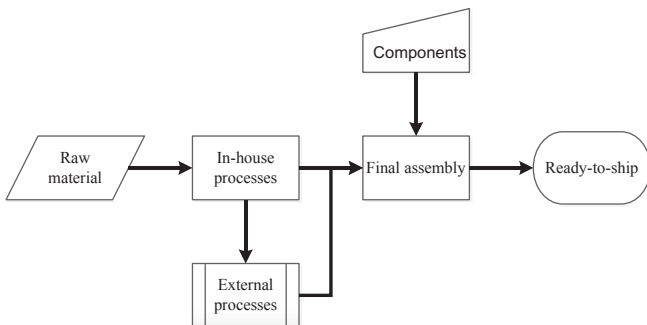 Components
Raw
material
In-house
processes
Final assembly
Ready-to-ship
External
processes